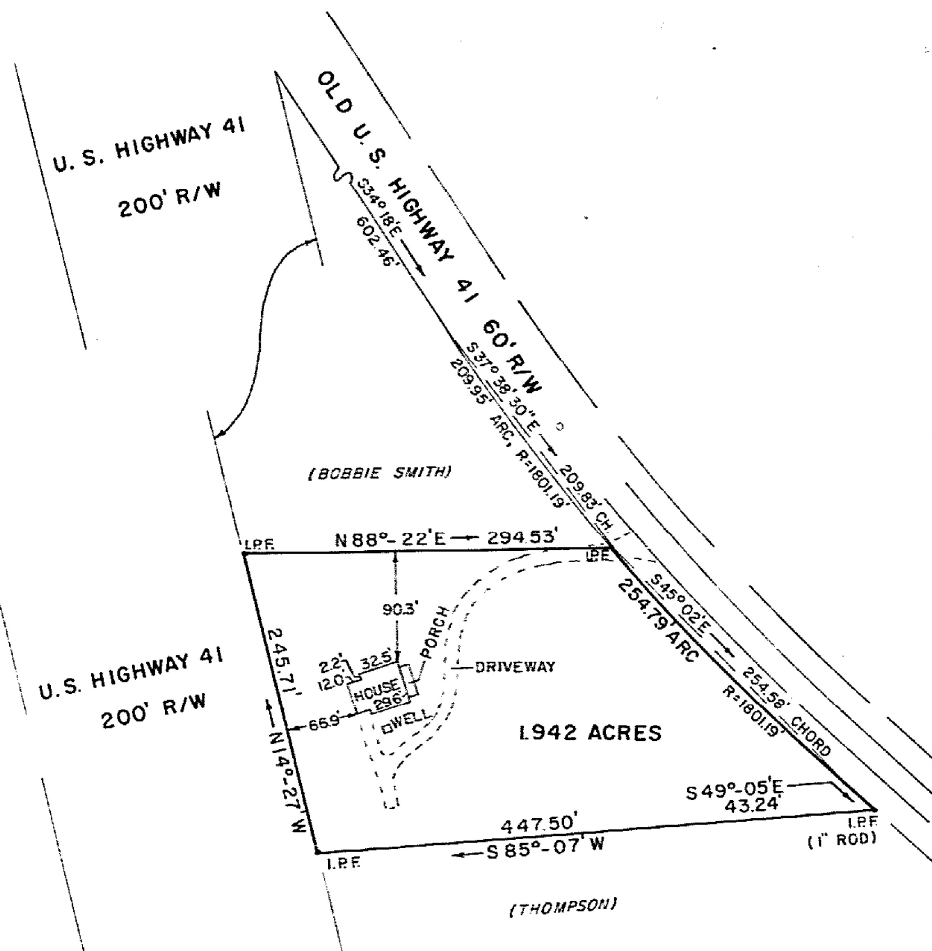 U. S. HIGHWAY 41
200' R/W
OLD U. S. HIGHWAY 41 60' R/W
S34° 18'E
602.46'
S 37° 38' 30" E
209.83' CH.
209.95' ARC, R=1801.19'
(BOBBIE SMITH)
I.P.F.
N 88°- 22' E 294.53'
I.P.F.
S 45° 02' E
254.58' CHORD
254.79' ARC
R=1801.19'
90.3'
PORCH
DRIVEWAY
2.2'
32.5'
12.0'
HOUSE
29.6'
66.9'
WELL
245.71'
N 14°- 27' W
U. S. HIGHWAY 41
200' R/W
1.942 ACRES
S 49°-05' E
43.24'
I.P.F.
(1" ROD)
447.50'
S 85°-07' W
I.P.F.
(THOMPSON)